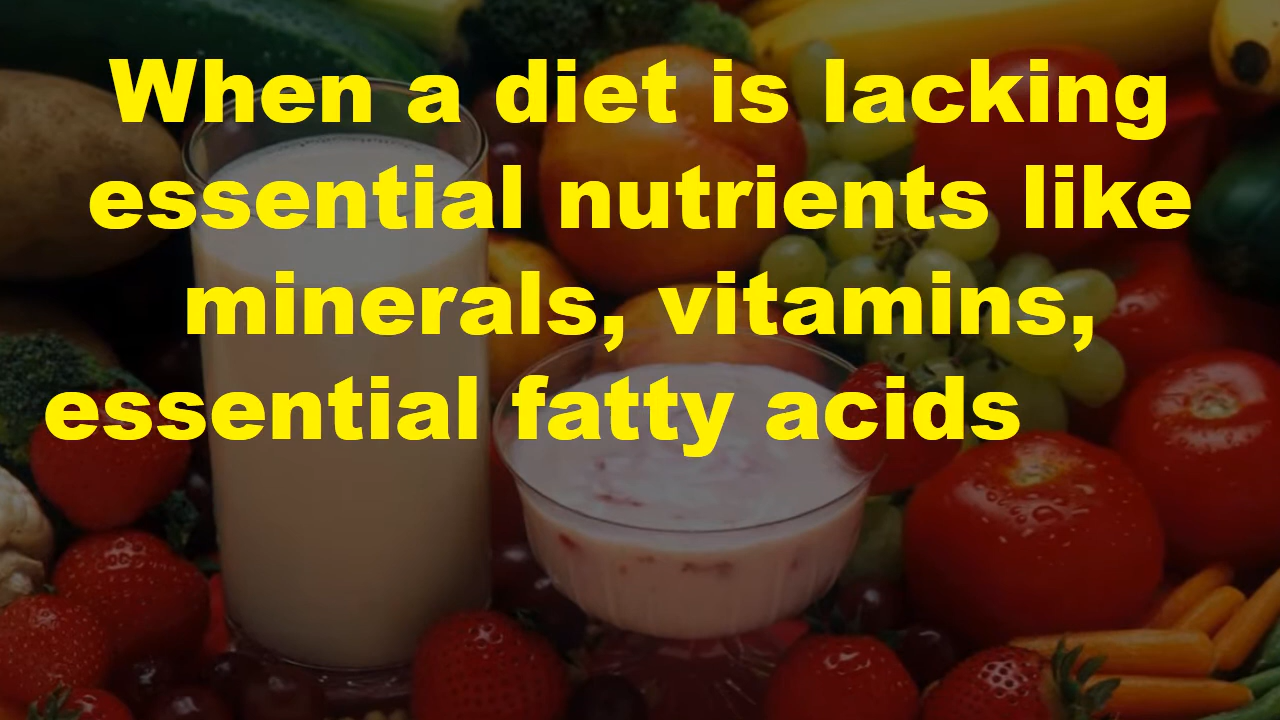 When a diet is lacking
essential nutrients like
minerals, vitamins,
essential fatty acids